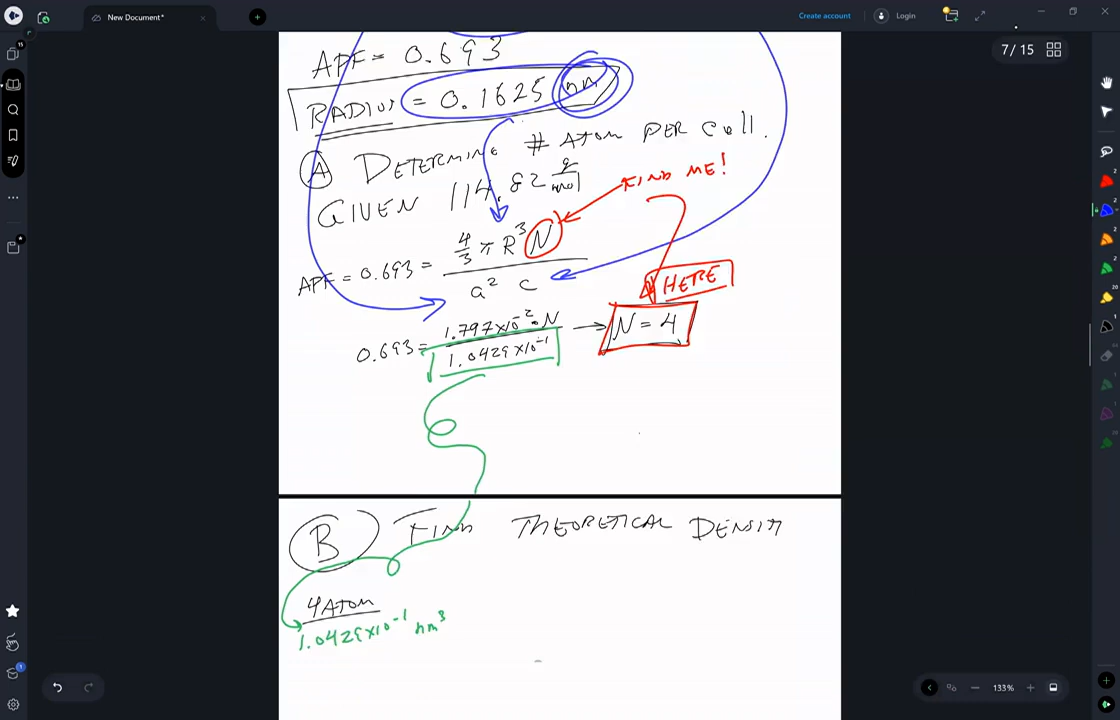 New Document*
Create account
Login
7 / 15
APF = 0.693
RADIUS = 0.1625 nm
A DETERMINE # ATOM PER CELL.
GIVEN 114.82 g/mol
FIND ME!
APF = 0.693 = 4/3 π R³ N / a² c
HERE
0.693 = 1.797x10⁻² • N / 1.0429x10⁻¹ → N = 4
B FIND THEORETICAL DENSITY
4 ATOM
1.0429x10⁻¹ nm³
133%